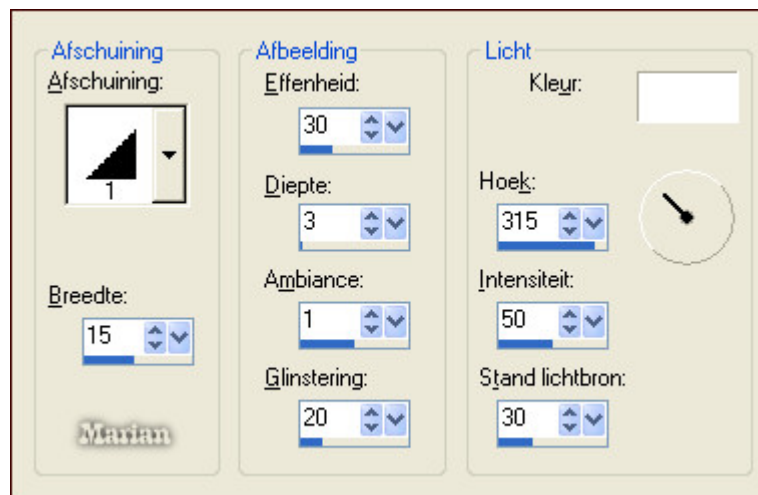 Afschuining
Afschuining:
1
Breedte:
15
Marian
Afbeelding
Effenheid:
30
Diepte:
3
Ambiance:
1
Glinstering:
20
Licht
Kleur:
Hoek:
315
Intensiteit:
50
Stand lichtbron:
30